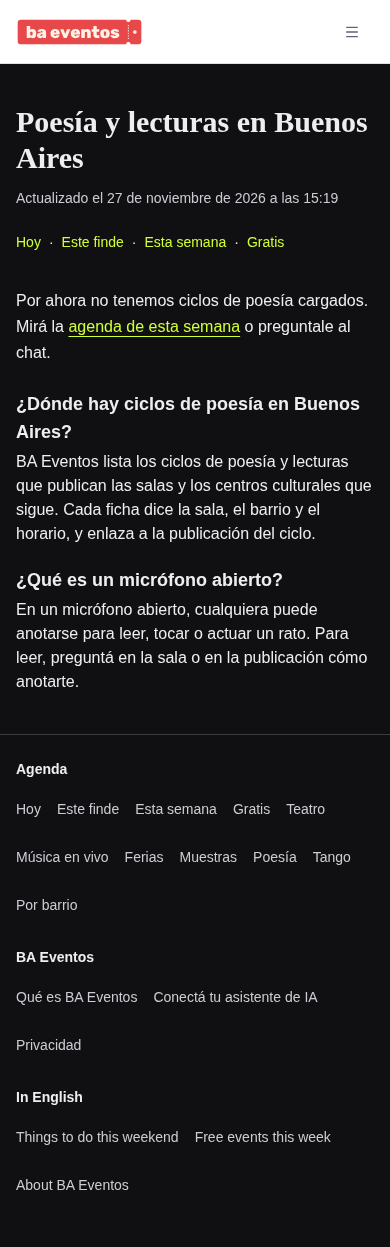 ba eventos
Poesía y lecturas en Buenos
Aires
Actualizado el 27 de noviembre de 2026 a las 15:19
Hoy · Este finde · Esta semana · Gratis
Por ahora no tenemos ciclos de poesía cargados.
Mirá la agenda de esta semana o preguntale al
chat.
¿Dónde hay ciclos de poesía en Buenos
Aires?
BA Eventos lista los ciclos de poesía y lecturas
que publican las salas y los centros culturales que
sigue. Cada ficha dice la sala, el barrio y el
horario, y enlaza a la publicación del ciclo.
¿Qué es un micrófono abierto?
En un micrófono abierto, cualquiera puede
anotarse para leer, tocar o actuar un rato. Para
leer, preguntá en la sala o en la publicación cómo
anotarte.
Agenda
Hoy Este finde Esta semana Gratis Teatro
Música en vivo Ferias Muestras Poesía Tango
Por barrio
BA Eventos
Qué es BA Eventos Conectá tu asistente de IA
Privacidad
In English
Things to do this weekend Free events this week
About BA Eventos